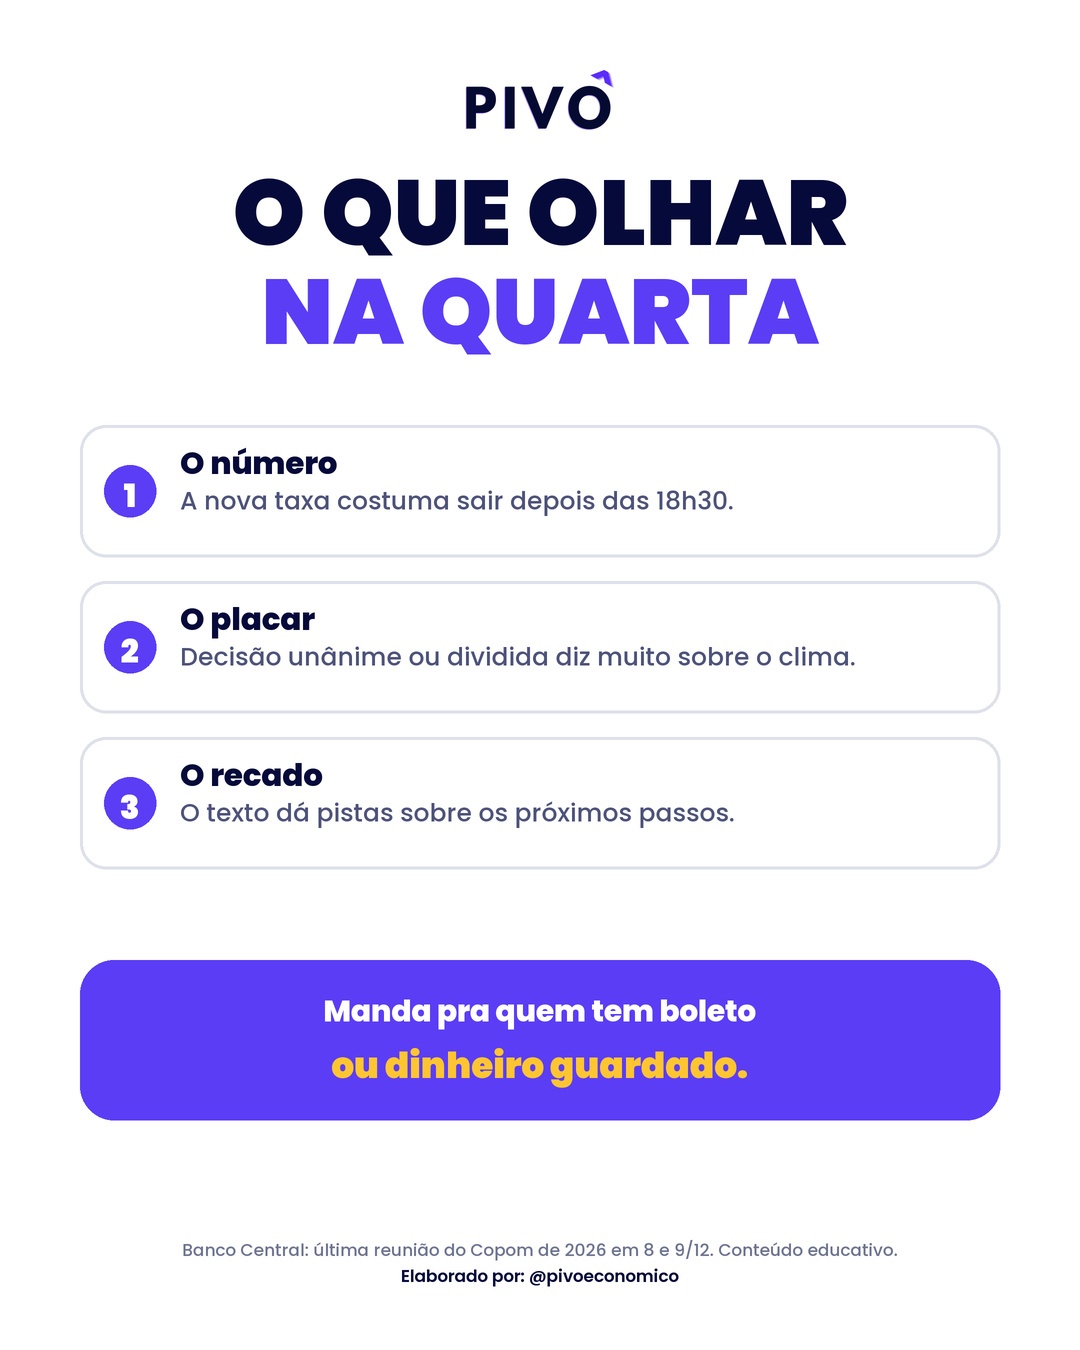 PIVÔ
O QUE OLHAR
NA QUARTA
1
O número
A nova taxa costuma sair depois das 18h30.
2
O placar
Decisão unânime ou dividida diz muito sobre o clima.
3
O recado
O texto dá pistas sobre os próximos passos.
Manda pra quem tem boleto
ou dinheiro guardado.
Banco Central: última reunião do Copom de 2026 em 8 e 9/12. Conteúdo educativo.
Elaborado por: @pivoeconomico